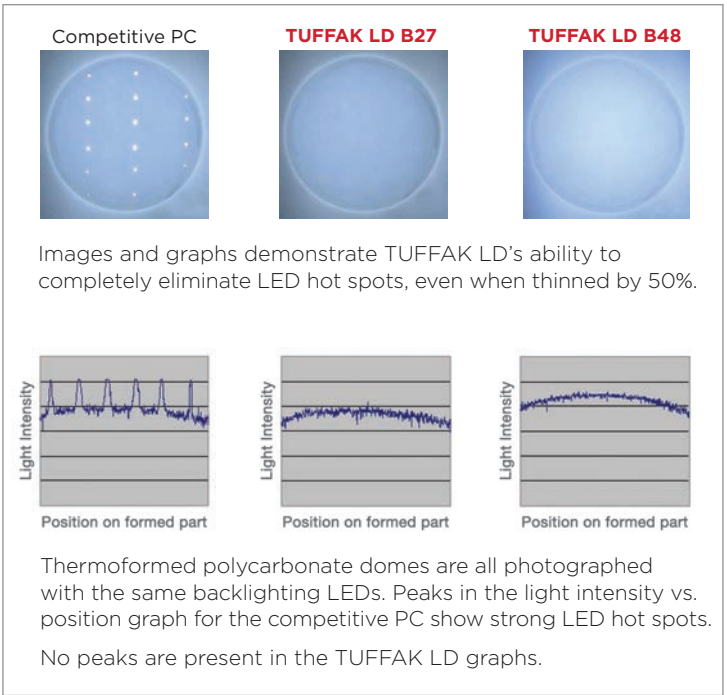 Competitive PC
TUFFAK LD B27
TUFFAK LD B48
Images and graphs demonstrate TUFFAK LD’s ability to
completely eliminate LED hot spots, even when thinned by 50%.
Light Intensity
Position on formed part
Light Intensity
Position on formed part
Light Intensity
Position on formed part
Thermoformed polycarbonate domes are all photographed
with the same backlighting LEDs. Peaks in the light intensity vs.
position graph for the competitive PC show strong LED hot spots.
No peaks are present in the TUFFAK LD graphs.